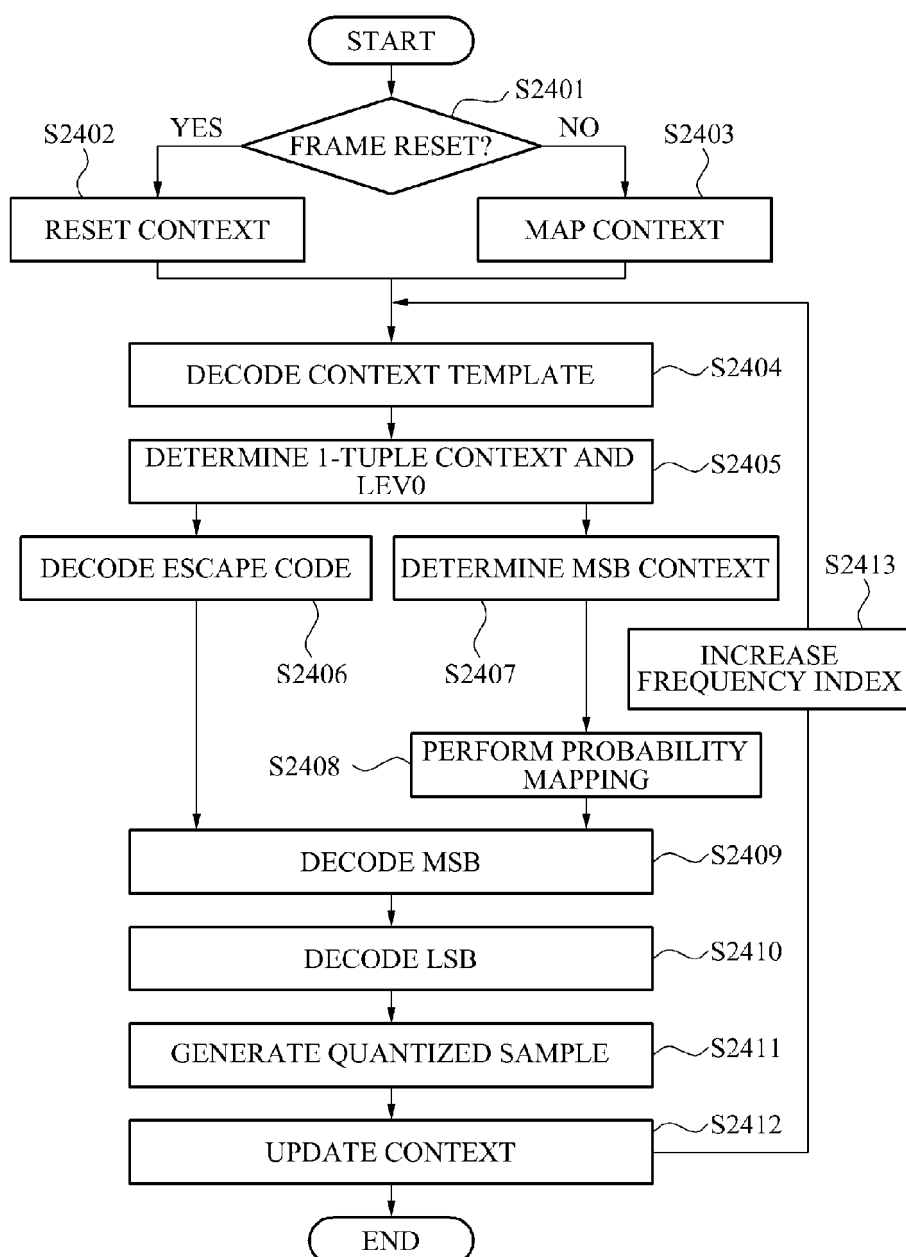 START
S2401
S2402
YES
FRAME RESET?
NO
S2403
RESET CONTEXT
MAP CONTEXT
DECODE CONTEXT TEMPLATE
S2404
DETERMINE 1-TUPLE CONTEXT AND
LEV0
S2405
DECODE ESCAPE CODE
DETERMINE MSB CONTEXT
S2413
S2406
S2407
INCREASE
FREQUENCY INDEX
S2408
PERFORM PROBABILITY
MAPPING
DECODE MSB
S2409
DECODE LSB
S2410
GENERATE QUANTIZED SAMPLE
S2411
UPDATE CONTEXT
S2412
END